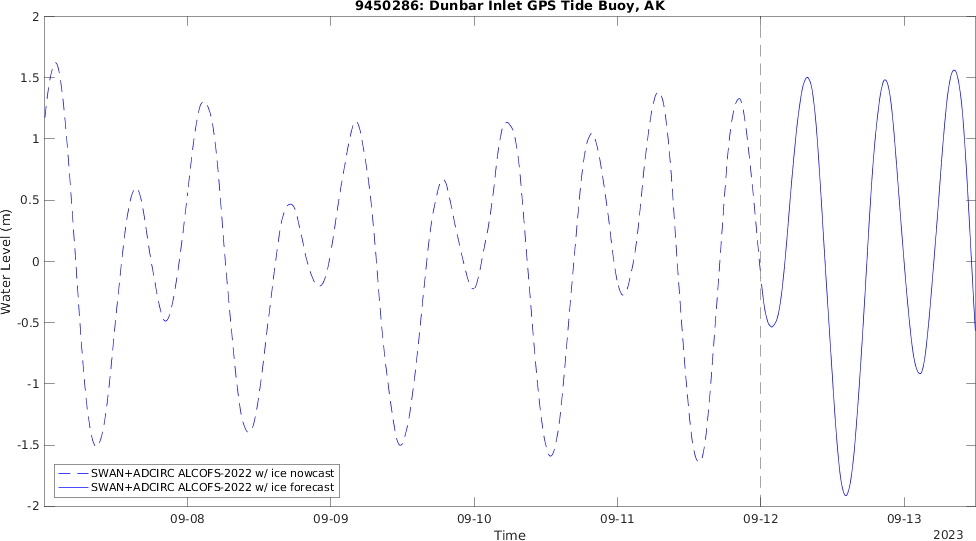 9450286: Dunbar Inlet GPS Tide Buoy, AK
2
1.5
1
0.5
0
-0.5
-1
-1.5
-2
Water Level (m)
SWAN+ADCIRC ALCOFS-2022 w/ ice nowcast
SWAN+ADCIRC ALCOFS-2022 w/ ice forecast
09-08 09-09 09-10 09-11 09-12 09-13
Time
2023